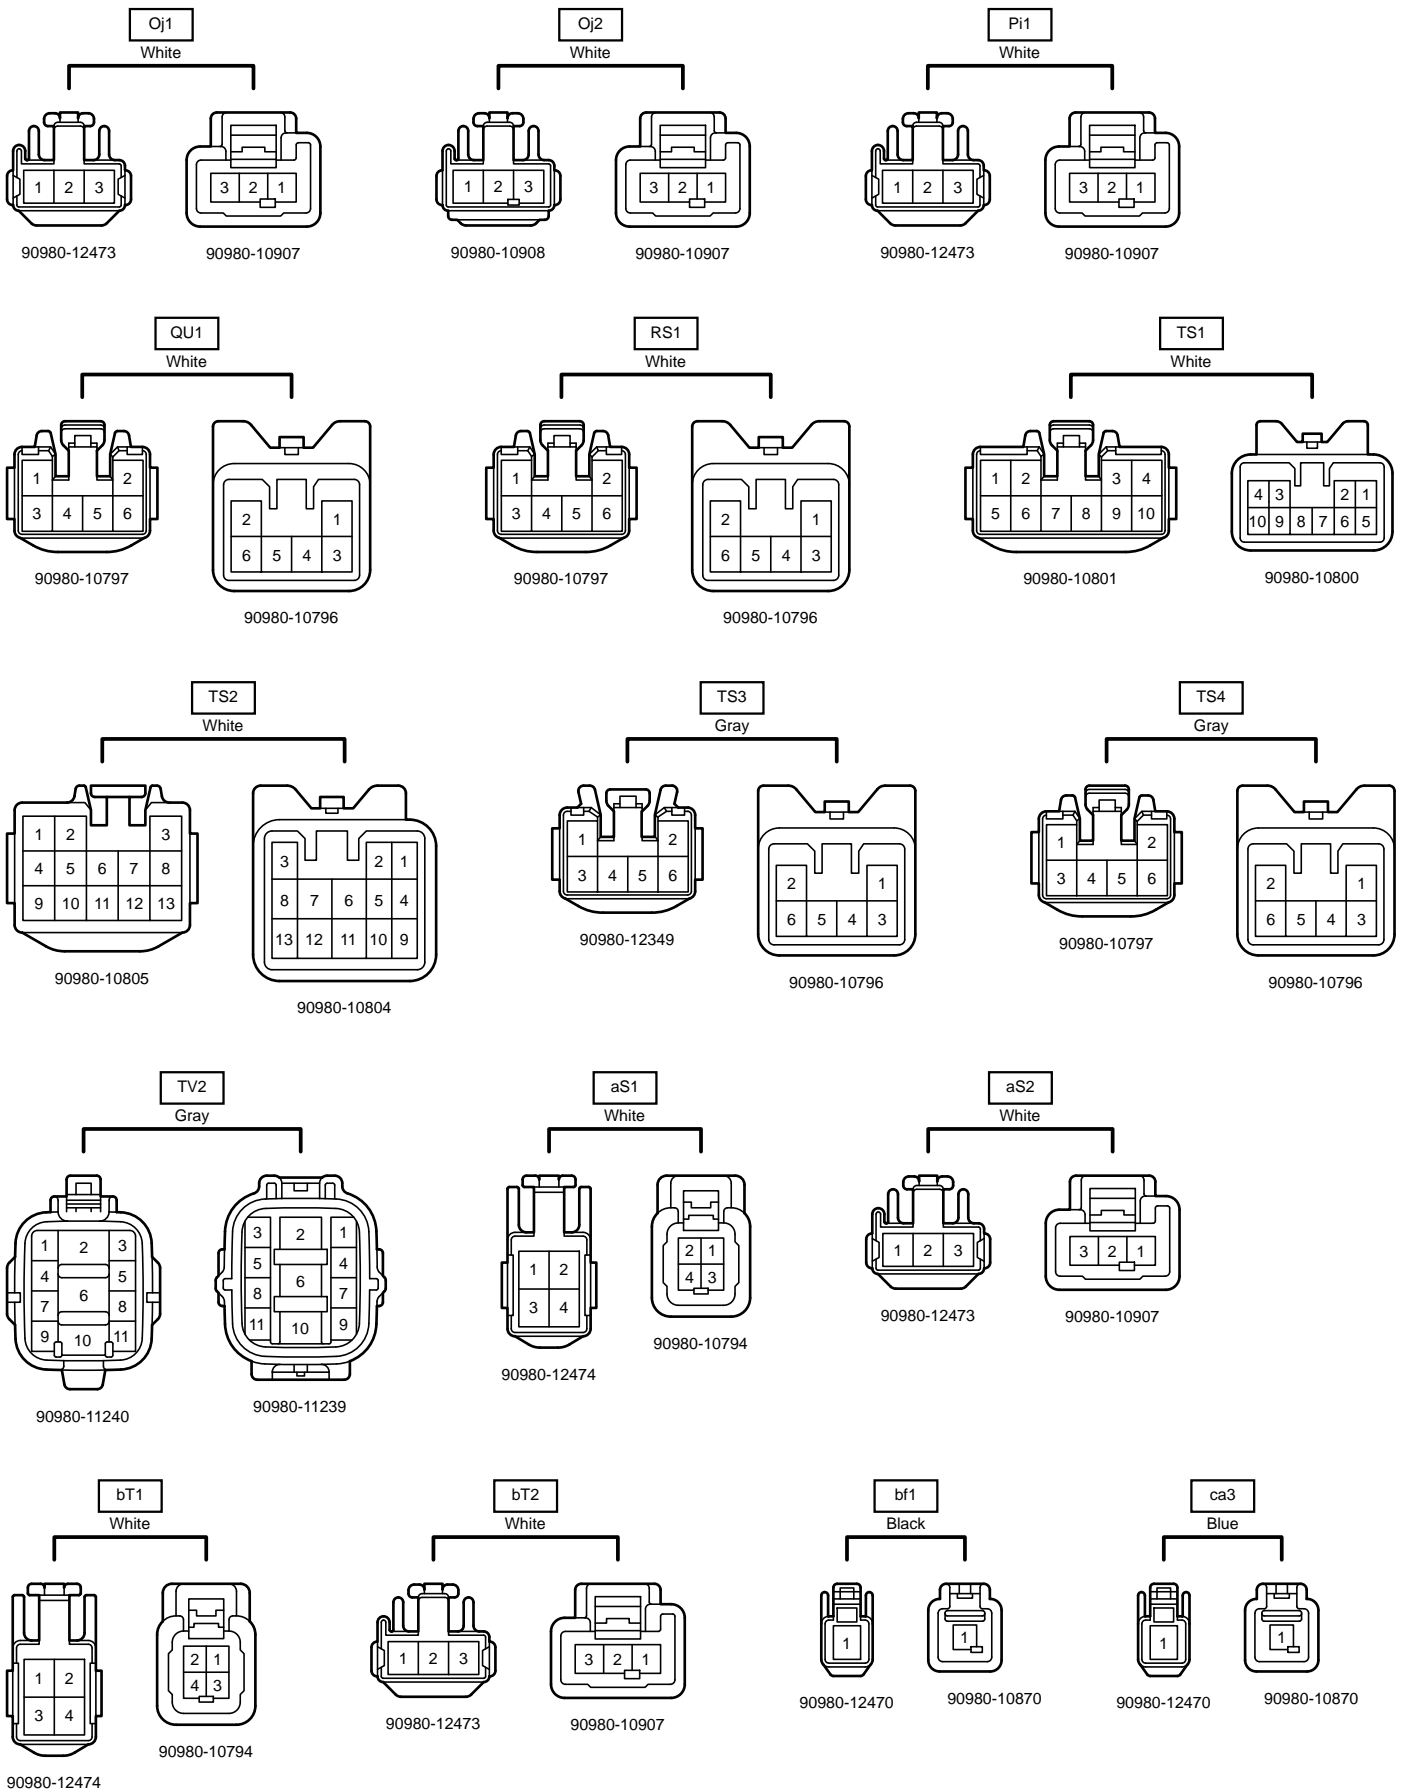 Oj1
White
1 2 3
3 2 1
90980-12473
90980-10907
Oj2
White
1 2 3
3 2 1
90980-10908
90980-10907
Pi1
White
1 2 3
3 2 1
90980-12473
90980-10907
QU1
White
1 2
3 4 5 6
2 1
6 5 4 3
90980-10797
90980-10796
RS1
White
1 2
3 4 5 6
2 1
6 5 4 3
90980-10797
90980-10796
TS1
White
1 2 3 4
5 6 7 8 9 10
4 3 2 1
10 9 8 7 6 5
90980-10801
90980-10800
TS2
White
1 2 3
4 5 6 7 8
9 10 11 12 13
3 2 1
8 7 6 5 4
13 12 11 10 9
90980-10805
90980-10804
TS3
Gray
1 2
3 4 5 6
2 1
6 5 4 3
90980-12349
90980-10796
TS4
Gray
1 2
3 4 5 6
2 1
6 5 4 3
90980-10797
90980-10796
TV2
Gray
1 2 3
4 5
6
7 8
9 10 11
3 2 1
5 4
6
8 7
11 10 9
90980-11240
90980-11239
aS1
White
1 2
3 4
2 1
4 3
90980-12474
90980-10794
aS2
White
1 2 3
3 2 1
90980-12473
90980-10907
bT1
White
1 2
3 4
2 1
4 3
90980-12474
90980-10794
bT2
White
1 2 3
3 2 1
90980-12473
90980-10907
bf1
Black
1
1
90980-12470
90980-10870
ca3
Blue
1
1
90980-12470
90980-10870